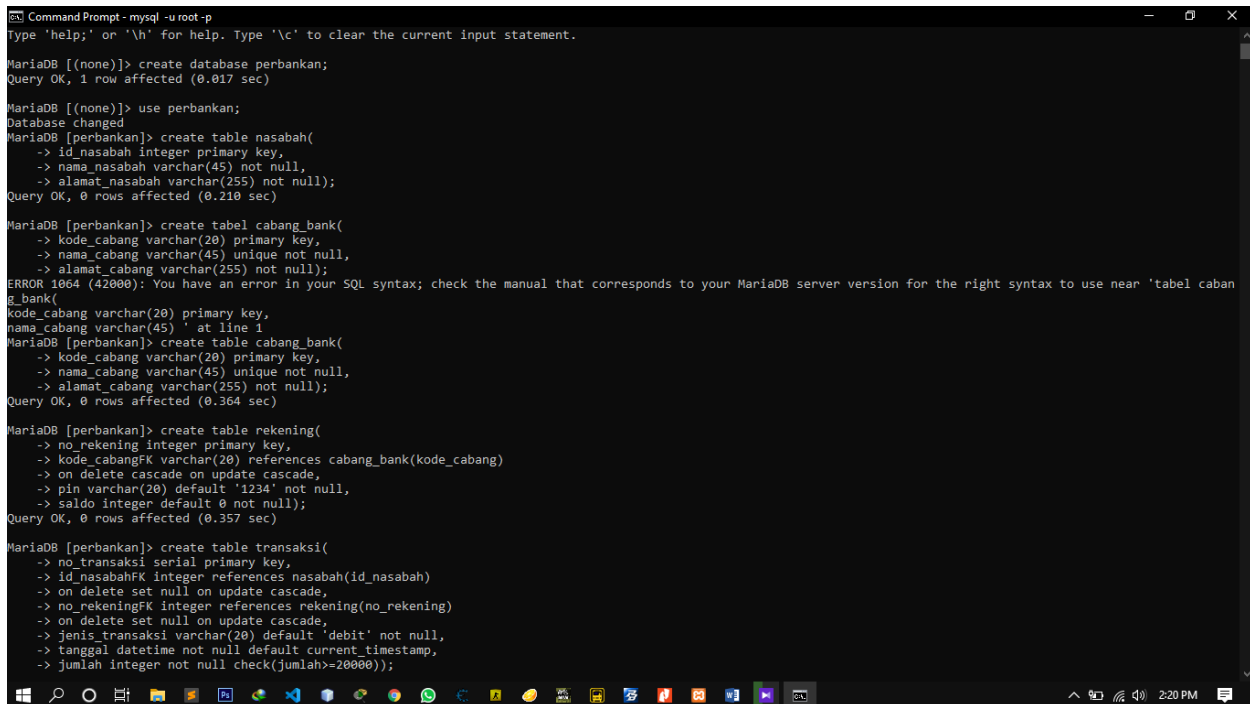 Command Prompt - mysql -u root -p
Type 'help;' or '\h' for help. Type '\c' to clear the current input statement.
MariaDB [(none)]> create database perbankan;
Query OK, 1 row affected (0.017 sec)
MariaDB [(none)]> use perbankan;
Database changed
MariaDB [perbankan]> create table nasabah(
    -> id_nasabah integer primary key,
    -> nama_nasabah varchar(45) not null,
    -> alamat_nasabah varchar(255) not null);
Query OK, 0 rows affected (0.210 sec)
MariaDB [perbankan]> create tabel cabang_bank(
    -> kode_cabang varchar(20) primary key,
    -> nama_cabang varchar(45) unique not null,
    -> alamat_cabang varchar(255) not null);
ERROR 1064 (42000): You have an error in your SQL syntax; check the manual that corresponds to your MariaDB server version for the right syntax to use near 'tabel caban
g_bank(
kode_cabang varchar(20) primary key,
nama_cabang varchar(45) ' at line 1
MariaDB [perbankan]> create table cabang_bank(
    -> kode_cabang varchar(20) primary key,
    -> nama_cabang varchar(45) unique not null,
    -> alamat_cabang varchar(255) not null);
Query OK, 0 rows affected (0.364 sec)
MariaDB [perbankan]> create table rekening(
    -> no_rekening integer primary key,
    -> kode_cabangFK varchar(20) references cabang_bank(kode_cabang)
    -> on delete cascade on update cascade,
    -> pin varchar(20) default '1234' not null,
    -> saldo integer default 0 not null);
Query OK, 0 rows affected (0.357 sec)
MariaDB [perbankan]> create table transaksi(
    -> no_transaksi serial primary key,
    -> id_nasabahFK integer references nasabah(id_nasabah)
    -> on delete set null on update cascade,
    -> no_rekeningFK integer references rekening(no_rekening)
    -> on delete set null on update cascade,
    -> jenis_transaksi varchar(20) default 'debit' not null,
    -> tanggal datetime not null default current_timestamp,
    -> jumlah integer not null check(jumlah>=20000));
2:20 PM